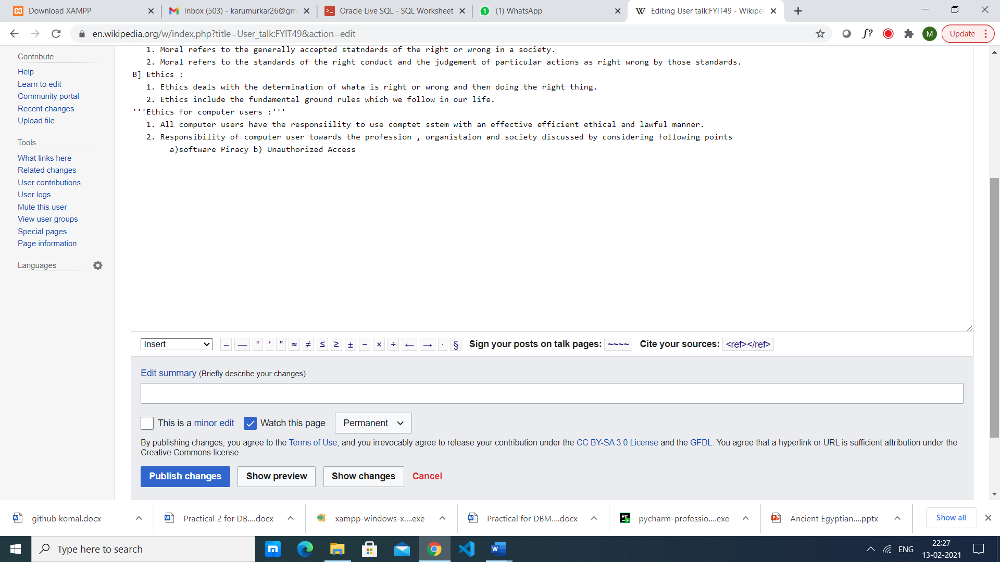 Download XAMPP
Inbox (503) - karumurkar26@gm
Oracle Live SQL - SQL Worksheet
(1) WhatsApp
Editing User talk:FYIT49 - Wikipe
en.wikipedia.org/w/index.php?title=User_talk:FYIT49&action=edit
f?
M
Update
Contribute
Help
Learn to edit
Community portal
Recent changes
Upload file
Tools
What links here
Related changes
User contributions
User logs
Mute this user
View user groups
Special pages
Page information
Languages
1. Moral refers to the generally accepted statndards of the right or wrong in a society.
2. Moral refers to the standards of the right conduct and the judgement of particular actions as right wrong by those standards.
B] Ethics :
1. Ethics deals with the determination of whata is right or wrong and then doing the right thing.
2. Ethics include the fundamental ground rules which we follow in our life.
'''Ethics for computer users :'''
1. All computer users have the responsiility to use comptet sstem with an effective efficient ethical and lawful manner.
2. Responsibility of computer user towards the profession , organistaion and society discussed by considering following points
a)software Piracy b) Unauthorized Access
Insert – — ° ′ ″ ≈ ≠ ≤ ≥ ± − × ÷ ← → · § Sign your posts on talk pages: ~~~~ Cite your sources: <ref></ref>
Edit summary (Briefly describe your changes)
This is a minor edit Watch this page Permanent
By publishing changes, you agree to the Terms of Use, and you irrevocably agree to release your contribution under the CC BY-SA 3.0 License and the GFDL. You agree that a hyperlink or URL is sufficient attribution under the
Creative Commons license.
Publish changes Show preview Show changes Cancel
github komal.docx
Practical 2 for DB....docx
xampp-windows-x....exe
Practical for DBM....docx
pycharm-professio....exe
Ancient Egyptian....pptx
Show all
Type here to search
ENG
22:27
13-02-2021